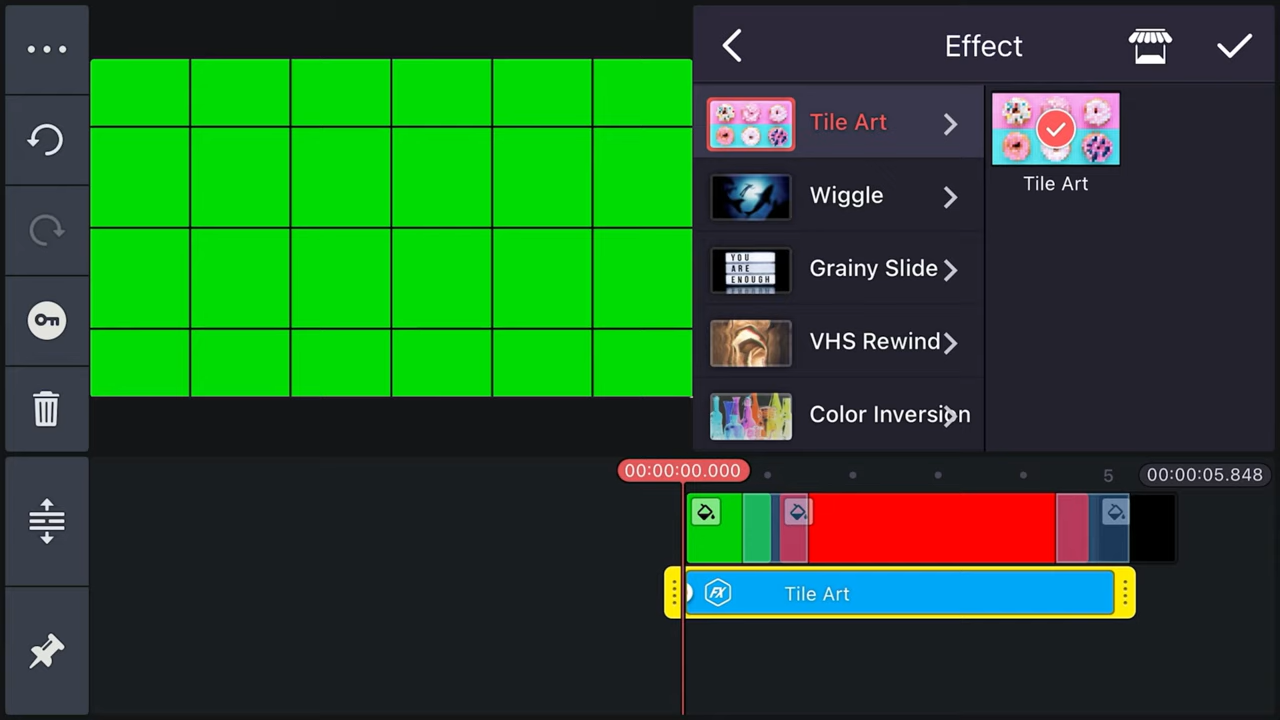 Effect
Tile Art
Tile Art
Wiggle
Grainy Slide
YOU
ARE
ENOUGH
VHS Rewind
Color Inversion
00:00:00.000
5
00:00:05.848
FX
Tile Art